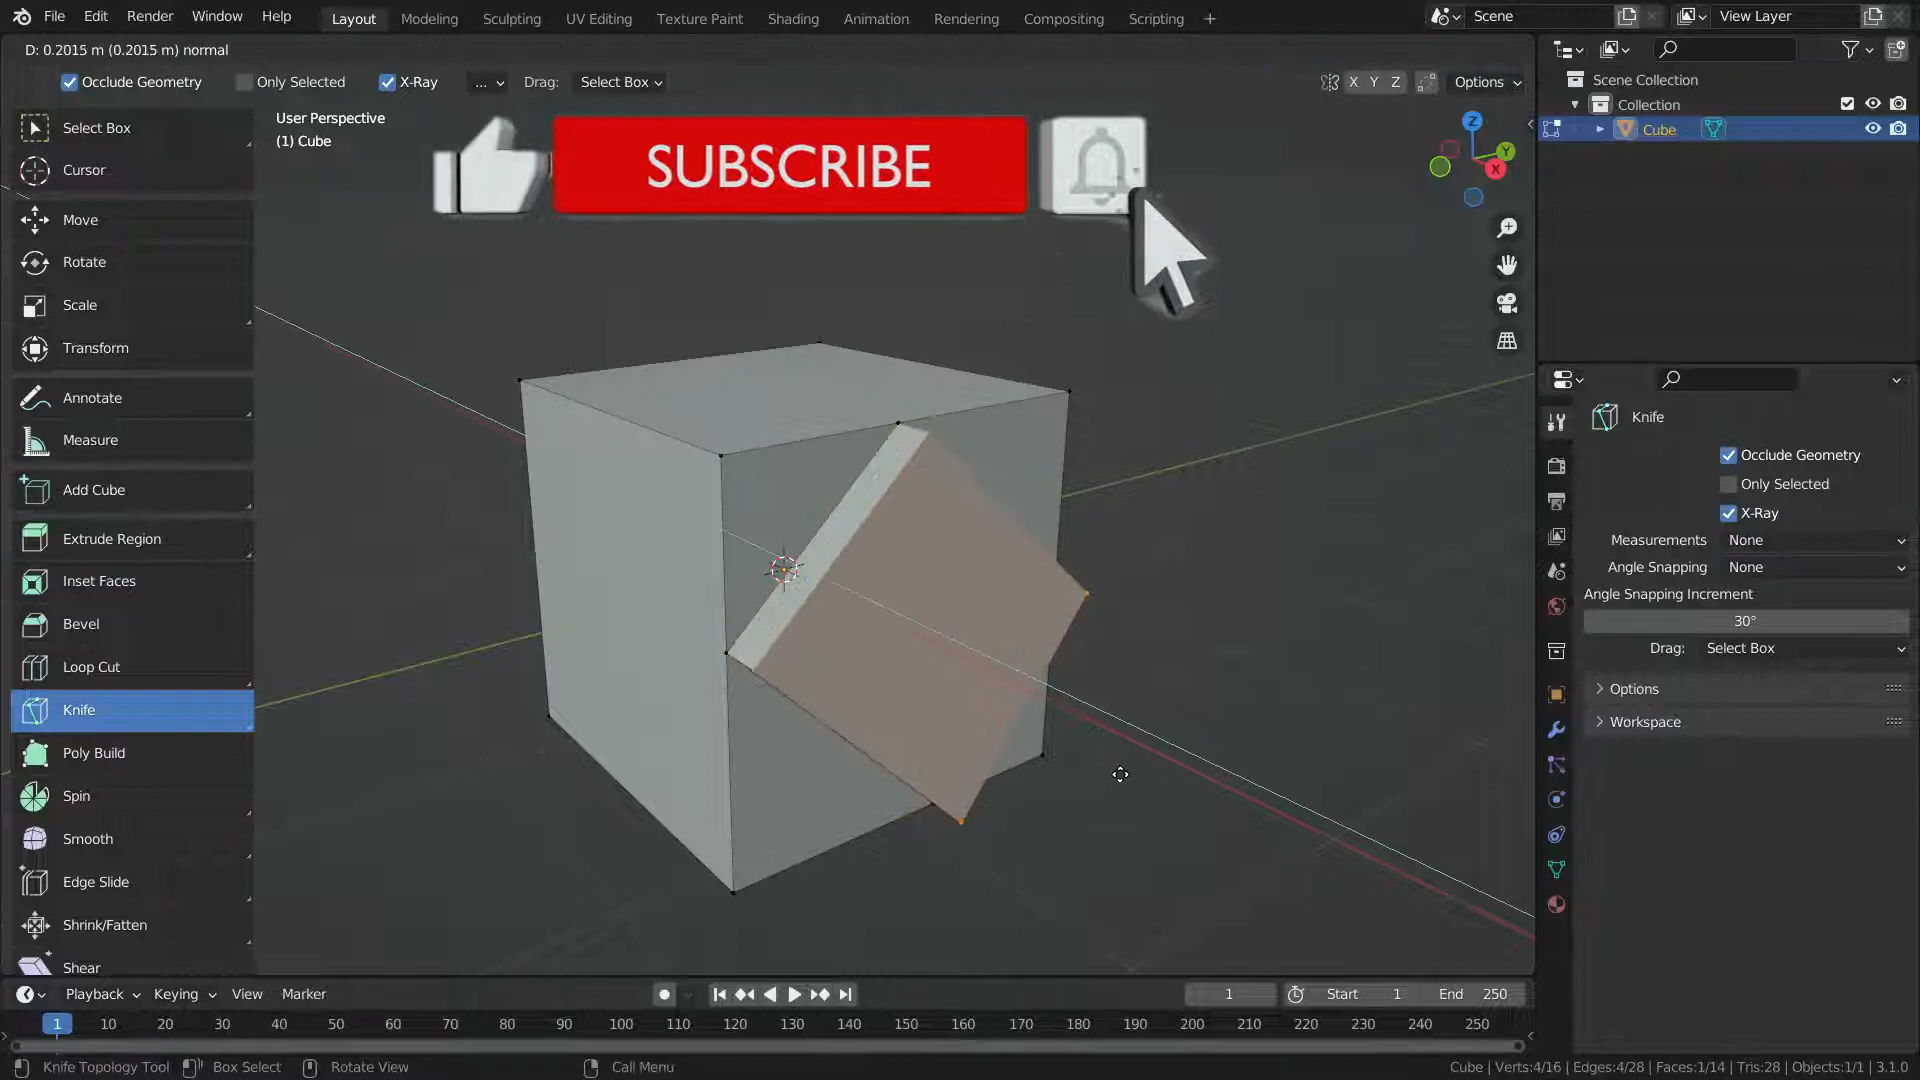 File Edit Render Window Help Layout Modeling Sculpting UV Editing Texture Paint Shading Animation Rendering Compositing Scripting + Scene View Layer
D: 0.2015 m (0.2015 m) normal
Occlude Geometry Only Selected X-Ray ... Drag: Select Box X Y Z Options
Scene Collection
Collection
Cube
User Perspective
(1) Cube
SUBSCRIBE
Z
Y
X
Select Box
Cursor
Move
Rotate
Scale
Transform
Annotate
Measure
Add Cube
Extrude Region
Inset Faces
Bevel
Loop Cut
Knife
Poly Build
Spin
Smooth
Edge Slide
Shrink/Fatten
Shear
Knife
Occlude Geometry
Only Selected
X-Ray
Measurements None
Angle Snapping None
Angle Snapping Increment
30°
Drag: Select Box
Options
Workspace
Playback Keying View Marker 1 Start 1 End 250
1 10 20 30 40 50 60 70 80 90 100 110 120 130 140 150 160 170 180 190 200 210 220 230 240 250
Knife Topology Tool Box Select Rotate View Call Menu Cube | Verts:4/16 | Edges:4/28 | Faces:1/14 | Tris:28 | Objects:1/1 | 3.1.0